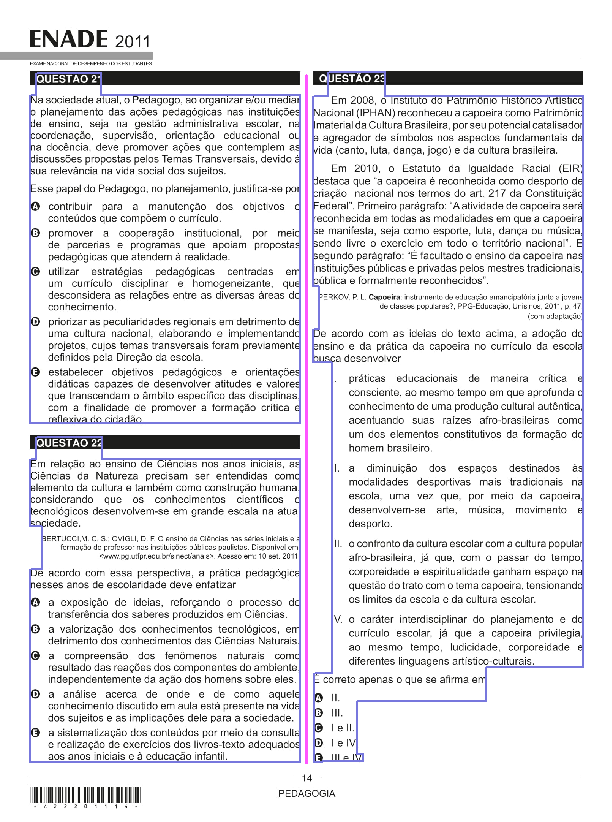 ENADE 2011
EXAME NACIONAL DE DESEMPENHO DOS ESTUDANTES
QUESTÃO 21
Na sociedade atual, o Pedagogo, ao organizar e/ou mediar
o planejamento das ações pedagógicas nas instituições
de ensino, seja na gestão administrativa escolar, na
coordenação, supervisão, orientação educacional ou
na docência, deve promover ações que contemplem as
discussões propostas pelos Temas Transversais, devido à
sua relevância na vida social dos sujeitos.
Esse papel do Pedagogo, no planejamento, justifica-se por
A contribuir para a manutenção dos objetivos e
conteúdos que compõem o currículo.
B promover a cooperação institucional, por meio
de parcerias e programas que apoiam propostas
pedagógicas que atendem à realidade.
C utilizar estratégias pedagógicas centradas em
um currículo disciplinar e homogeneizante, que
desconsidera as relações entre as diversas áreas do
conhecimento.
D priorizar as peculiaridades regionais em detrimento de
uma cultura nacional, elaborando e implementando
projetos, cujos temas transversais foram previamente
definidos pela Direção da escola.
E estabelecer objetivos pedagógicos e orientações
didáticas capazes de desenvolver atitudes e valores
que transcendam o âmbito específico das disciplinas,
com a finalidade de promover a formação crítica e
reflexiva do cidadão.
QUESTÃO 22
Em relação ao ensino de Ciências nos anos iniciais, as
Ciências da Natureza precisam ser entendidas como
elemento da cultura e também como construção humana,
considerando que os conhecimentos científicos e
tecnológicos desenvolvem-se em grande escala na atual
sociedade.
BERTUCCI,M. C. S.; OVIGLI, D. F. O ensino de Ciências nas séries iniciais e a
formação do professor nas instituições públicas paulistas. Disponível em:
<www.pg.utfpr.edu.br/sinect/anais>. Acesso em: 10 set. 2011.
De acordo com essa perspectiva, a prática pedagógica
nesses anos de escolaridade deve enfatizar
A a exposição de ideias, reforçando o processo de
transferência dos saberes produzidos em Ciências.
B a valorização dos conhecimentos tecnológicos, em
detrimento dos conhecimentos das Ciências Naturais.
C a compreensão dos fenômenos naturais como
resultado das reações dos componentes do ambiente,
independentemente da ação dos homens sobre eles.
D a análise acerca de onde e de como aquele
conhecimento discutido em aula está presente na vida
dos sujeitos e as implicações dele para a sociedade.
E a sistematização dos conteúdos por meio da consulta
e realização de exercícios dos livros-texto adequados
aos anos iniciais e à educação infantil.
QUESTÃO 23
Em 2008, o Instituto do Patrimônio Histórico Artístico
Nacional (IPHAN) reconheceu a capoeira como Patrimônio
Imaterial da Cultura Brasileira, por seu potencial catalisador
e agregador de símbolos nos aspectos fundamentais da
vida (canto, luta, dança, jogo) e da cultura brasileira.
Em 2010, o Estatuto da Igualdade Racial (EIR)
destaca que “a capoeira é reconhecida como desporto de
criação nacional nos termos do art. 217 da Constituição
Federal”. Primeiro parágrafo: “A atividade de capoeira será
reconhecida em todas as modalidades em que a capoeira
se manifesta, seja como esporte, luta, dança ou música,
sendo livre o exercício em todo o território nacional”. E
segundo parágrafo: “É facultado o ensino da capoeira nas
instituições públicas e privadas pelos mestres tradicionais,
pública e formalmente reconhecidos”.
PERKOV, P. L. Capoeira: instrumento de educação emancipatória junto a jovens
de classes populares?, PPG-Educação, Unisinos, 2011, p. 47.
(com adaptação)
De acordo com as ideias do texto acima, a adoção do
ensino e da prática da capoeira no currículo da escola
busca desenvolver
I. práticas educacionais de maneira crítica e
consciente, ao mesmo tempo em que aprofunda o
conhecimento de uma produção cultural autêntica,
acentuando suas raízes afro-brasileiras como
um dos elementos constitutivos da formação do
homem brasileiro.
II. a diminuição dos espaços destinados às
modalidades desportivas mais tradicionais na
escola, uma vez que, por meio da capoeira,
desenvolvem-se arte, música, movimento e
desporto.
III. o confronto da cultura escolar com a cultura popular
afro-brasileira, já que, com o passar do tempo,
corporeidade e espiritualidade ganham espaço na
questão do trato com o tema capoeira, tensionando
os limites da escola e da cultura escolar.
IV. o caráter interdisciplinar do planejamento e do
currículo escolar, já que a capoeira privilegia,
ao mesmo tempo, ludicidade, corporeidade e
diferentes linguagens artístico-culturais.
É correto apenas o que se afirma em
A II.
B III.
C I e II.
D I e IV.
E III e IV.
14
PEDAGOGIA